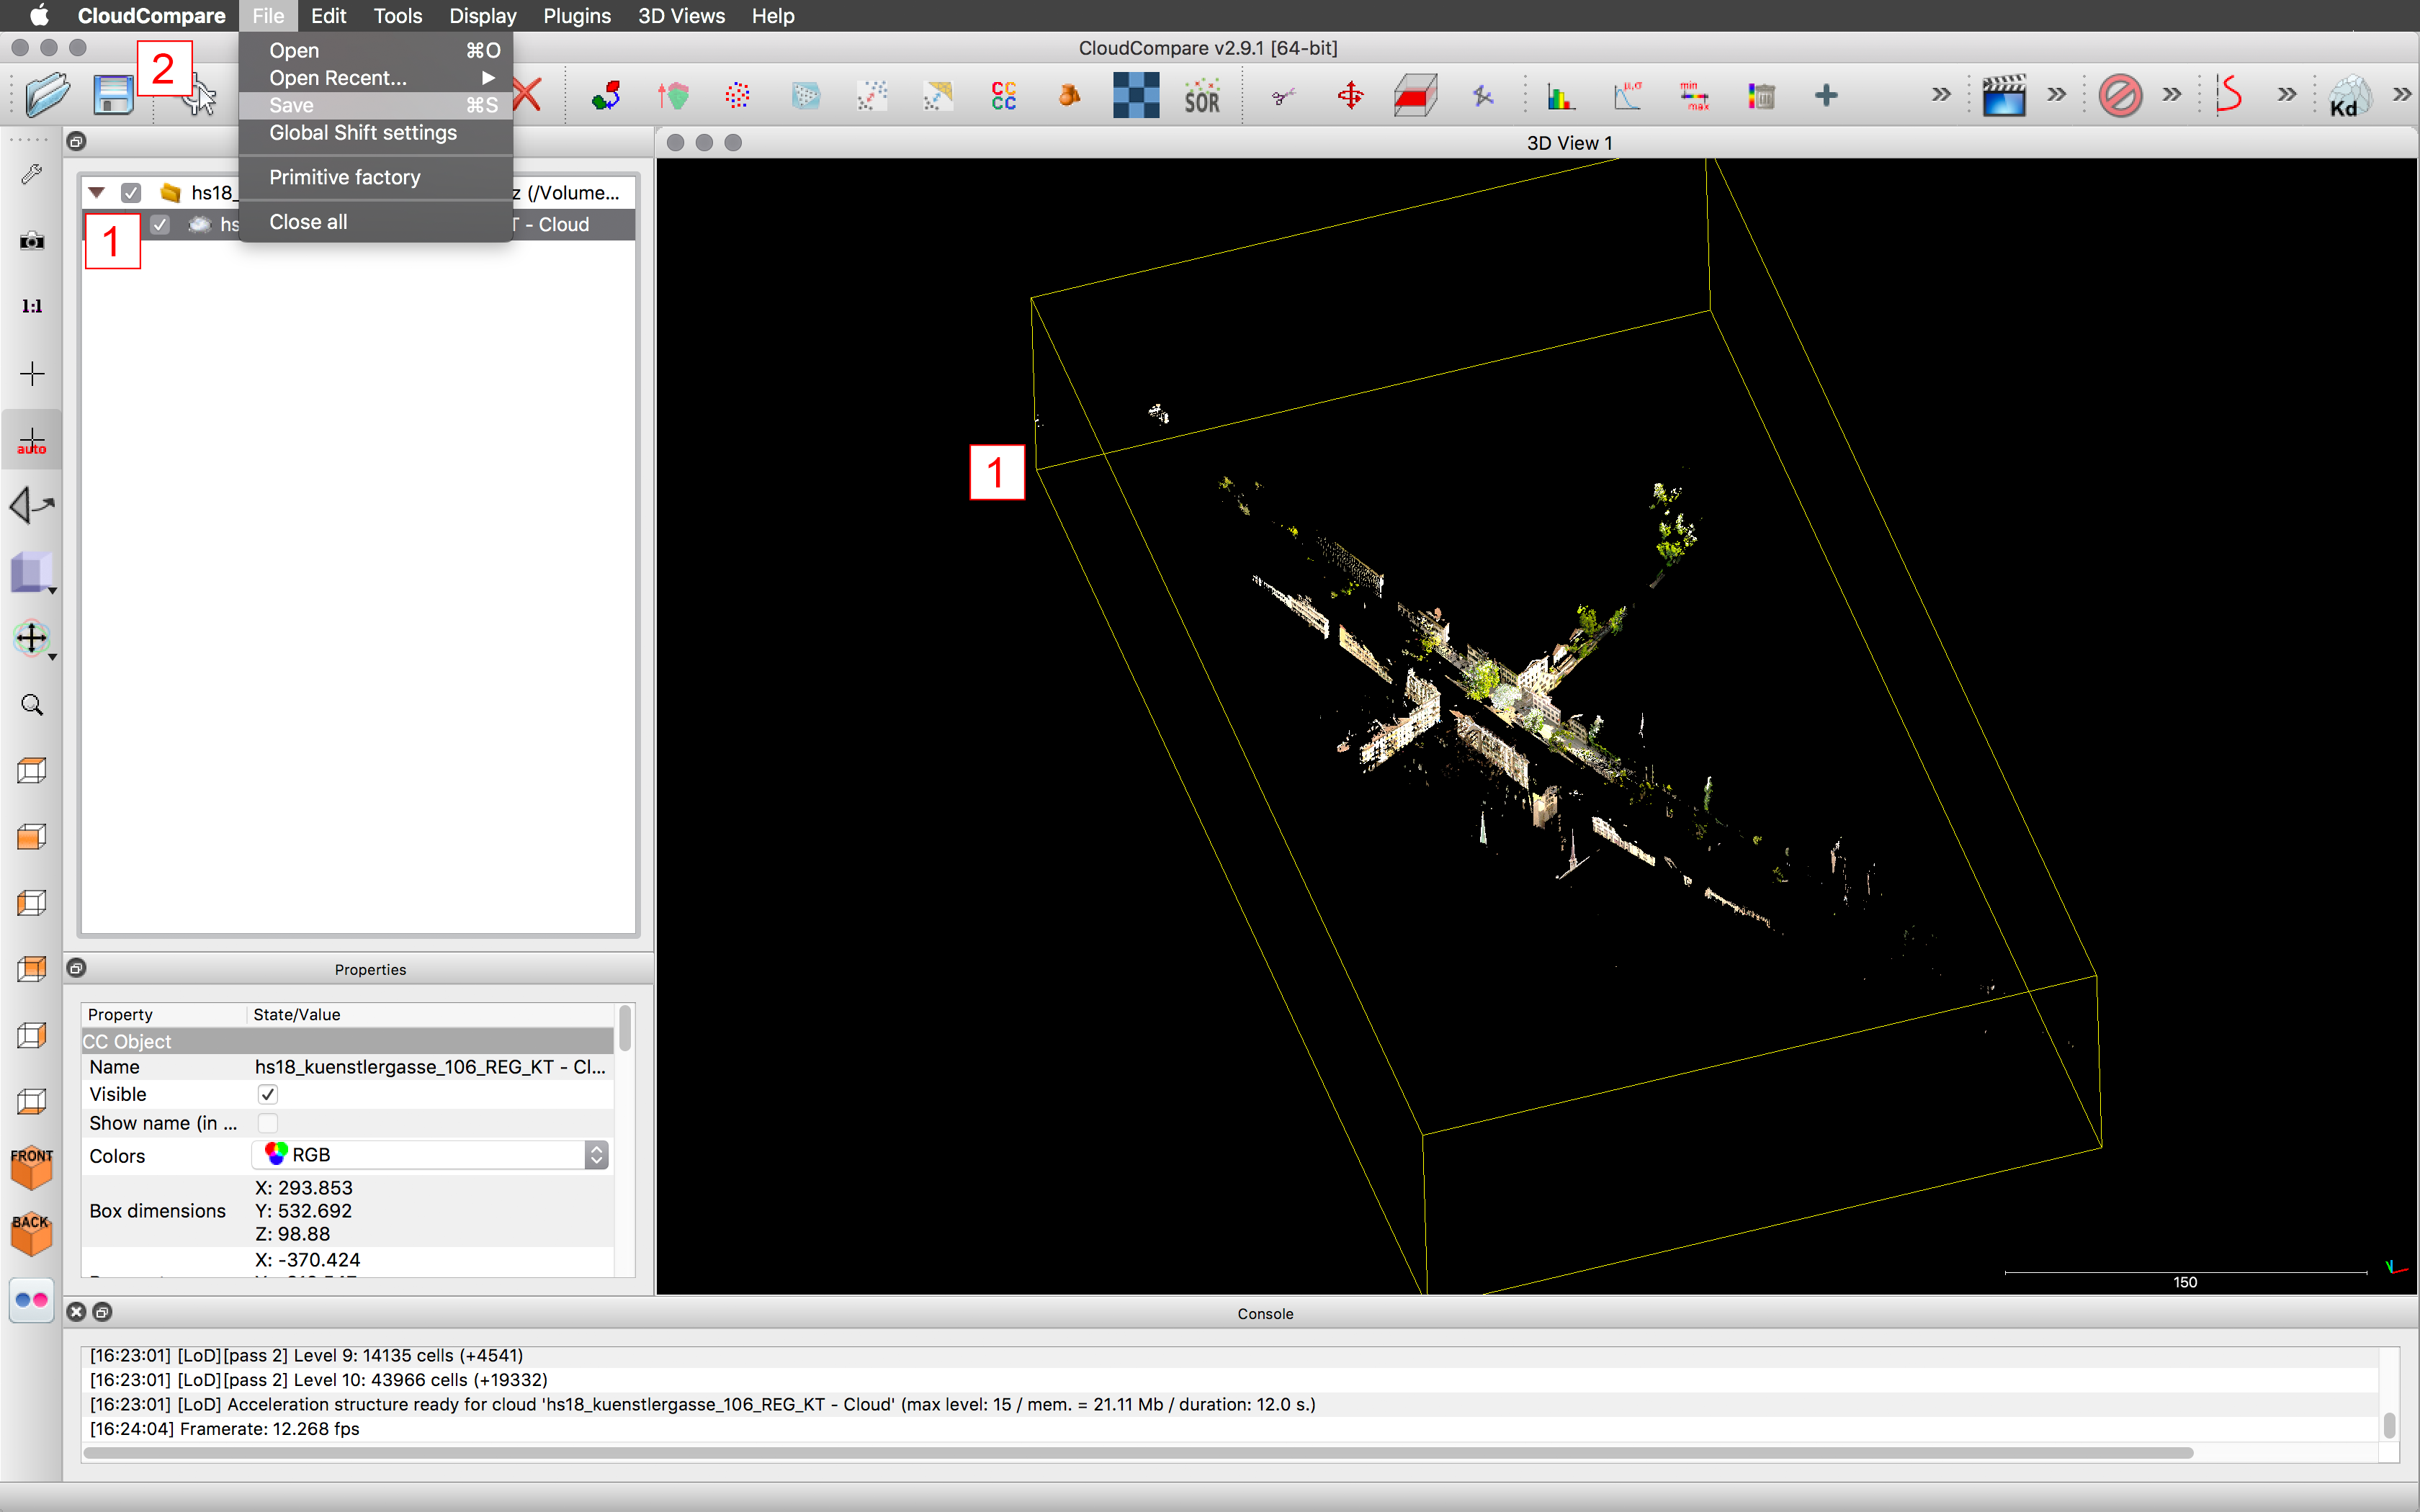 CloudCompare File Edit Tools Display Plugins 3D Views Help
CloudCompare v2.9.1 [64-bit]
2
Open ⌘O
Open Recent... ▶
Save ⌘S
Global Shift settings
Primitive factory
Close all
CC
CC
SOR
μ,σ
min
max
Kd
3D View 1
hs18_ z (/Volume...
hs T - Cloud
1
1:1
auto
1
FRONT
BACK
Properties
Property State/Value
CC Object
Name hs18_kuenstlergasse_106_REG_KT - Cl...
Visible
Show name (in ...
Colors RGB
Box dimensions
X: 293.853
Y: 532.692
Z: 98.88
X: -370.424
150
Console
[16:23:01] [LoD][pass 2] Level 9: 14135 cells (+4541)
[16:23:01] [LoD][pass 2] Level 10: 43966 cells (+19332)
[16:23:01] [LoD] Acceleration structure ready for cloud 'hs18_kuenstlergasse_106_REG_KT - Cloud' (max level: 15 / mem. = 21.11 Mb / duration: 12.0 s.)
[16:24:04] Framerate: 12.268 fps